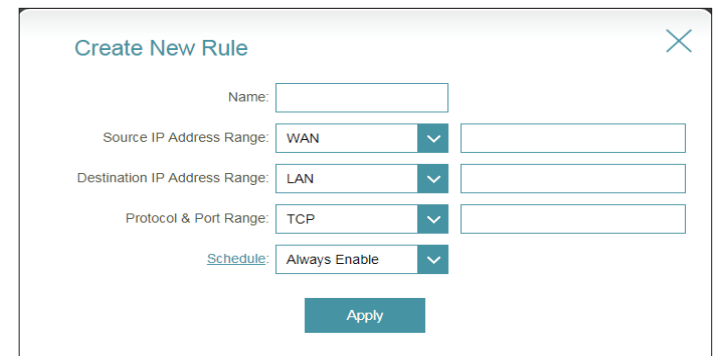 Create New Rule
Name:
Source IP Address Range: WAN
Destination IP Address Range: LAN
Protocol & Port Range: TCP
Schedule: Always Enable
Apply